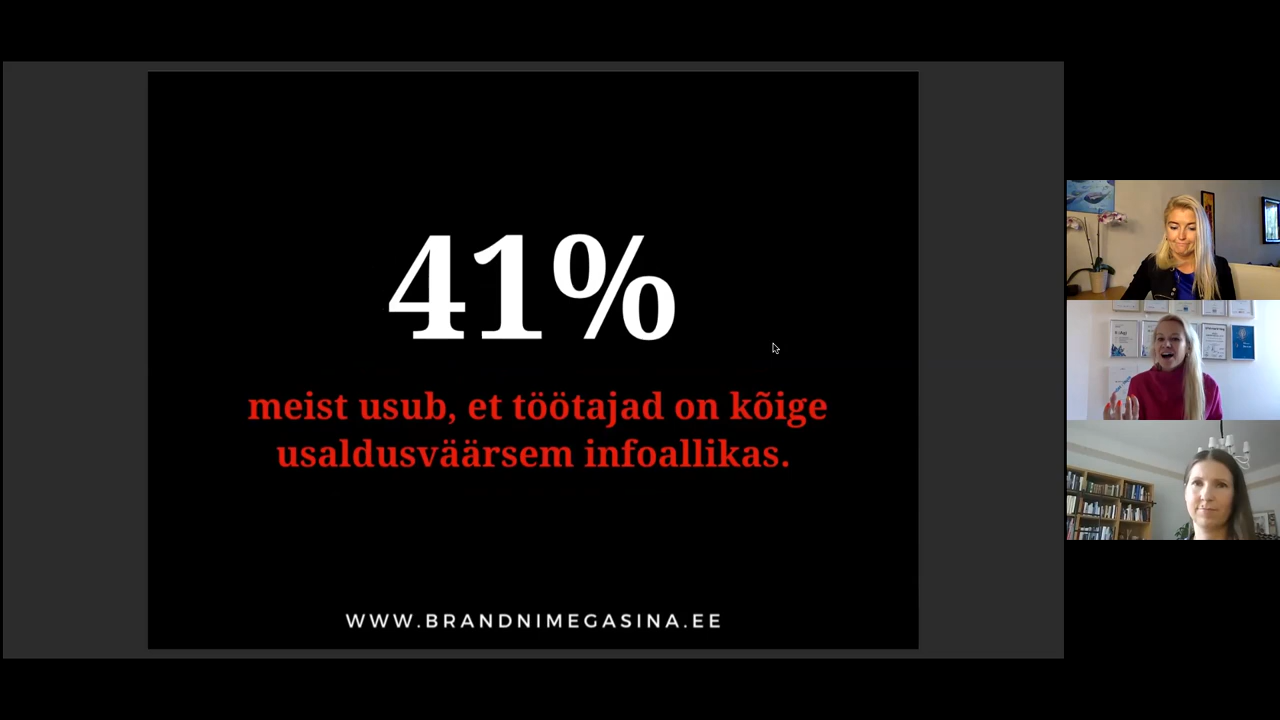 41%
meist usub, et töötajad on kõige
usaldusväärsem infoallikas.
WWW.BRANDNIMEGASINA.EE